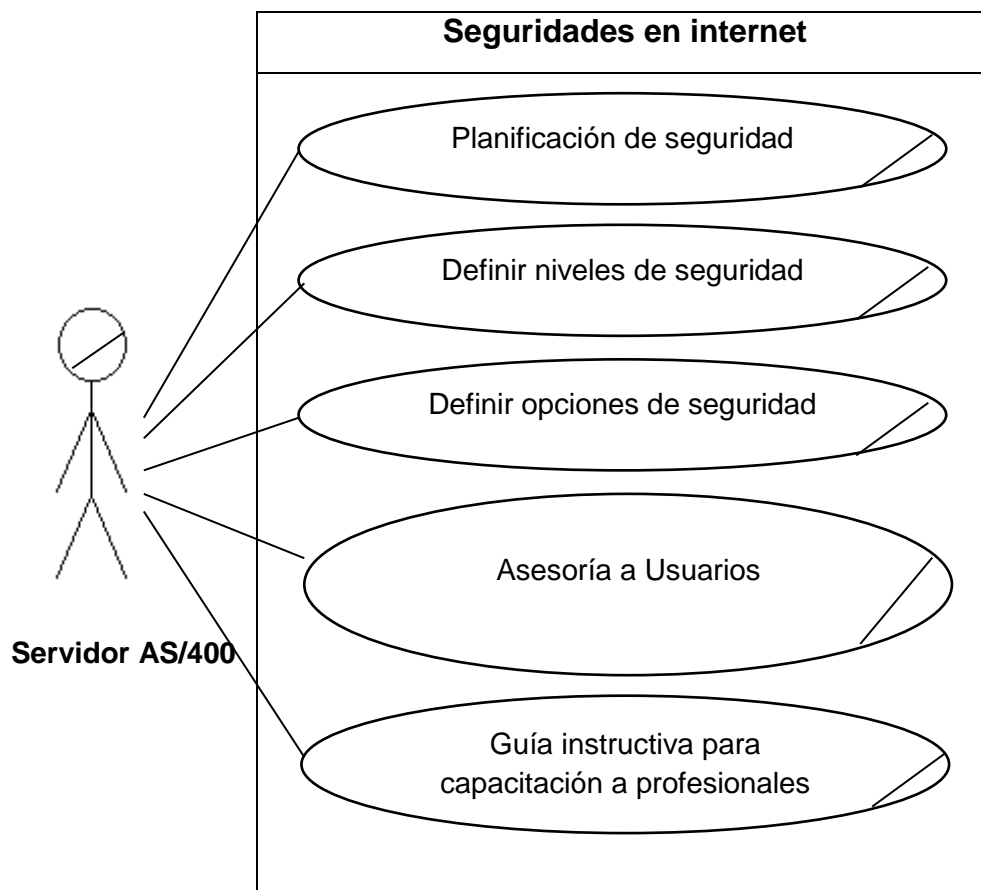 Seguridades en internet
Planificación de seguridad
Definir niveles de seguridad
Definir opciones de seguridad
Asesoría a Usuarios
Servidor AS/400
Guía instructiva para
capacitación a profesionales